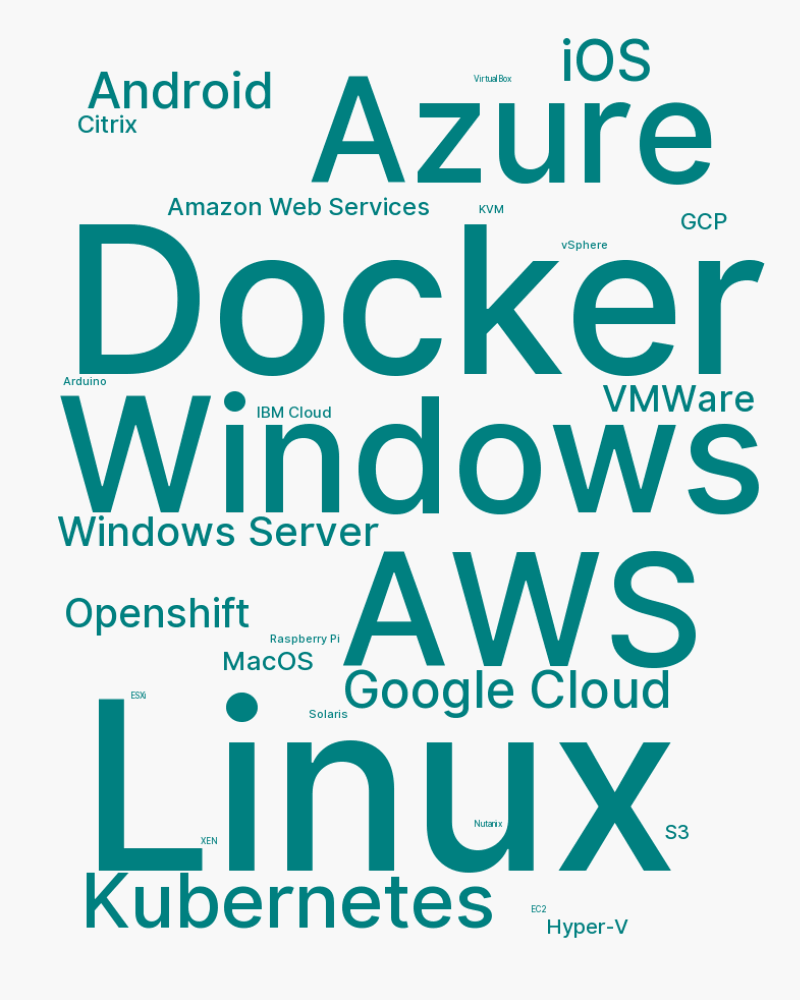 iOS
VirtualBox
Android
Azure
Citrix
Amazon Web Services
KVM
GCP
vSphere
Docker
Arduino
VMWare
IBM Cloud
Windows
Windows Server
AWS
Openshift
Raspberry Pi
MacOS
Google Cloud
ESXi
Solaris
Linux
Nutanix
S3
XEN
Kubernetes
EC2
Hyper-V